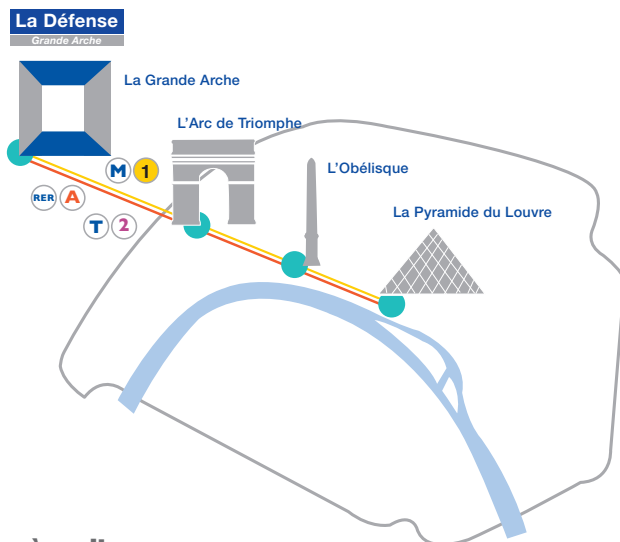 La Défense
Grande Arche
La Grande Arche
L'Arc de Triomphe
L'Obélisque
La Pyramide du Louvre
M 1
RER A
T 2